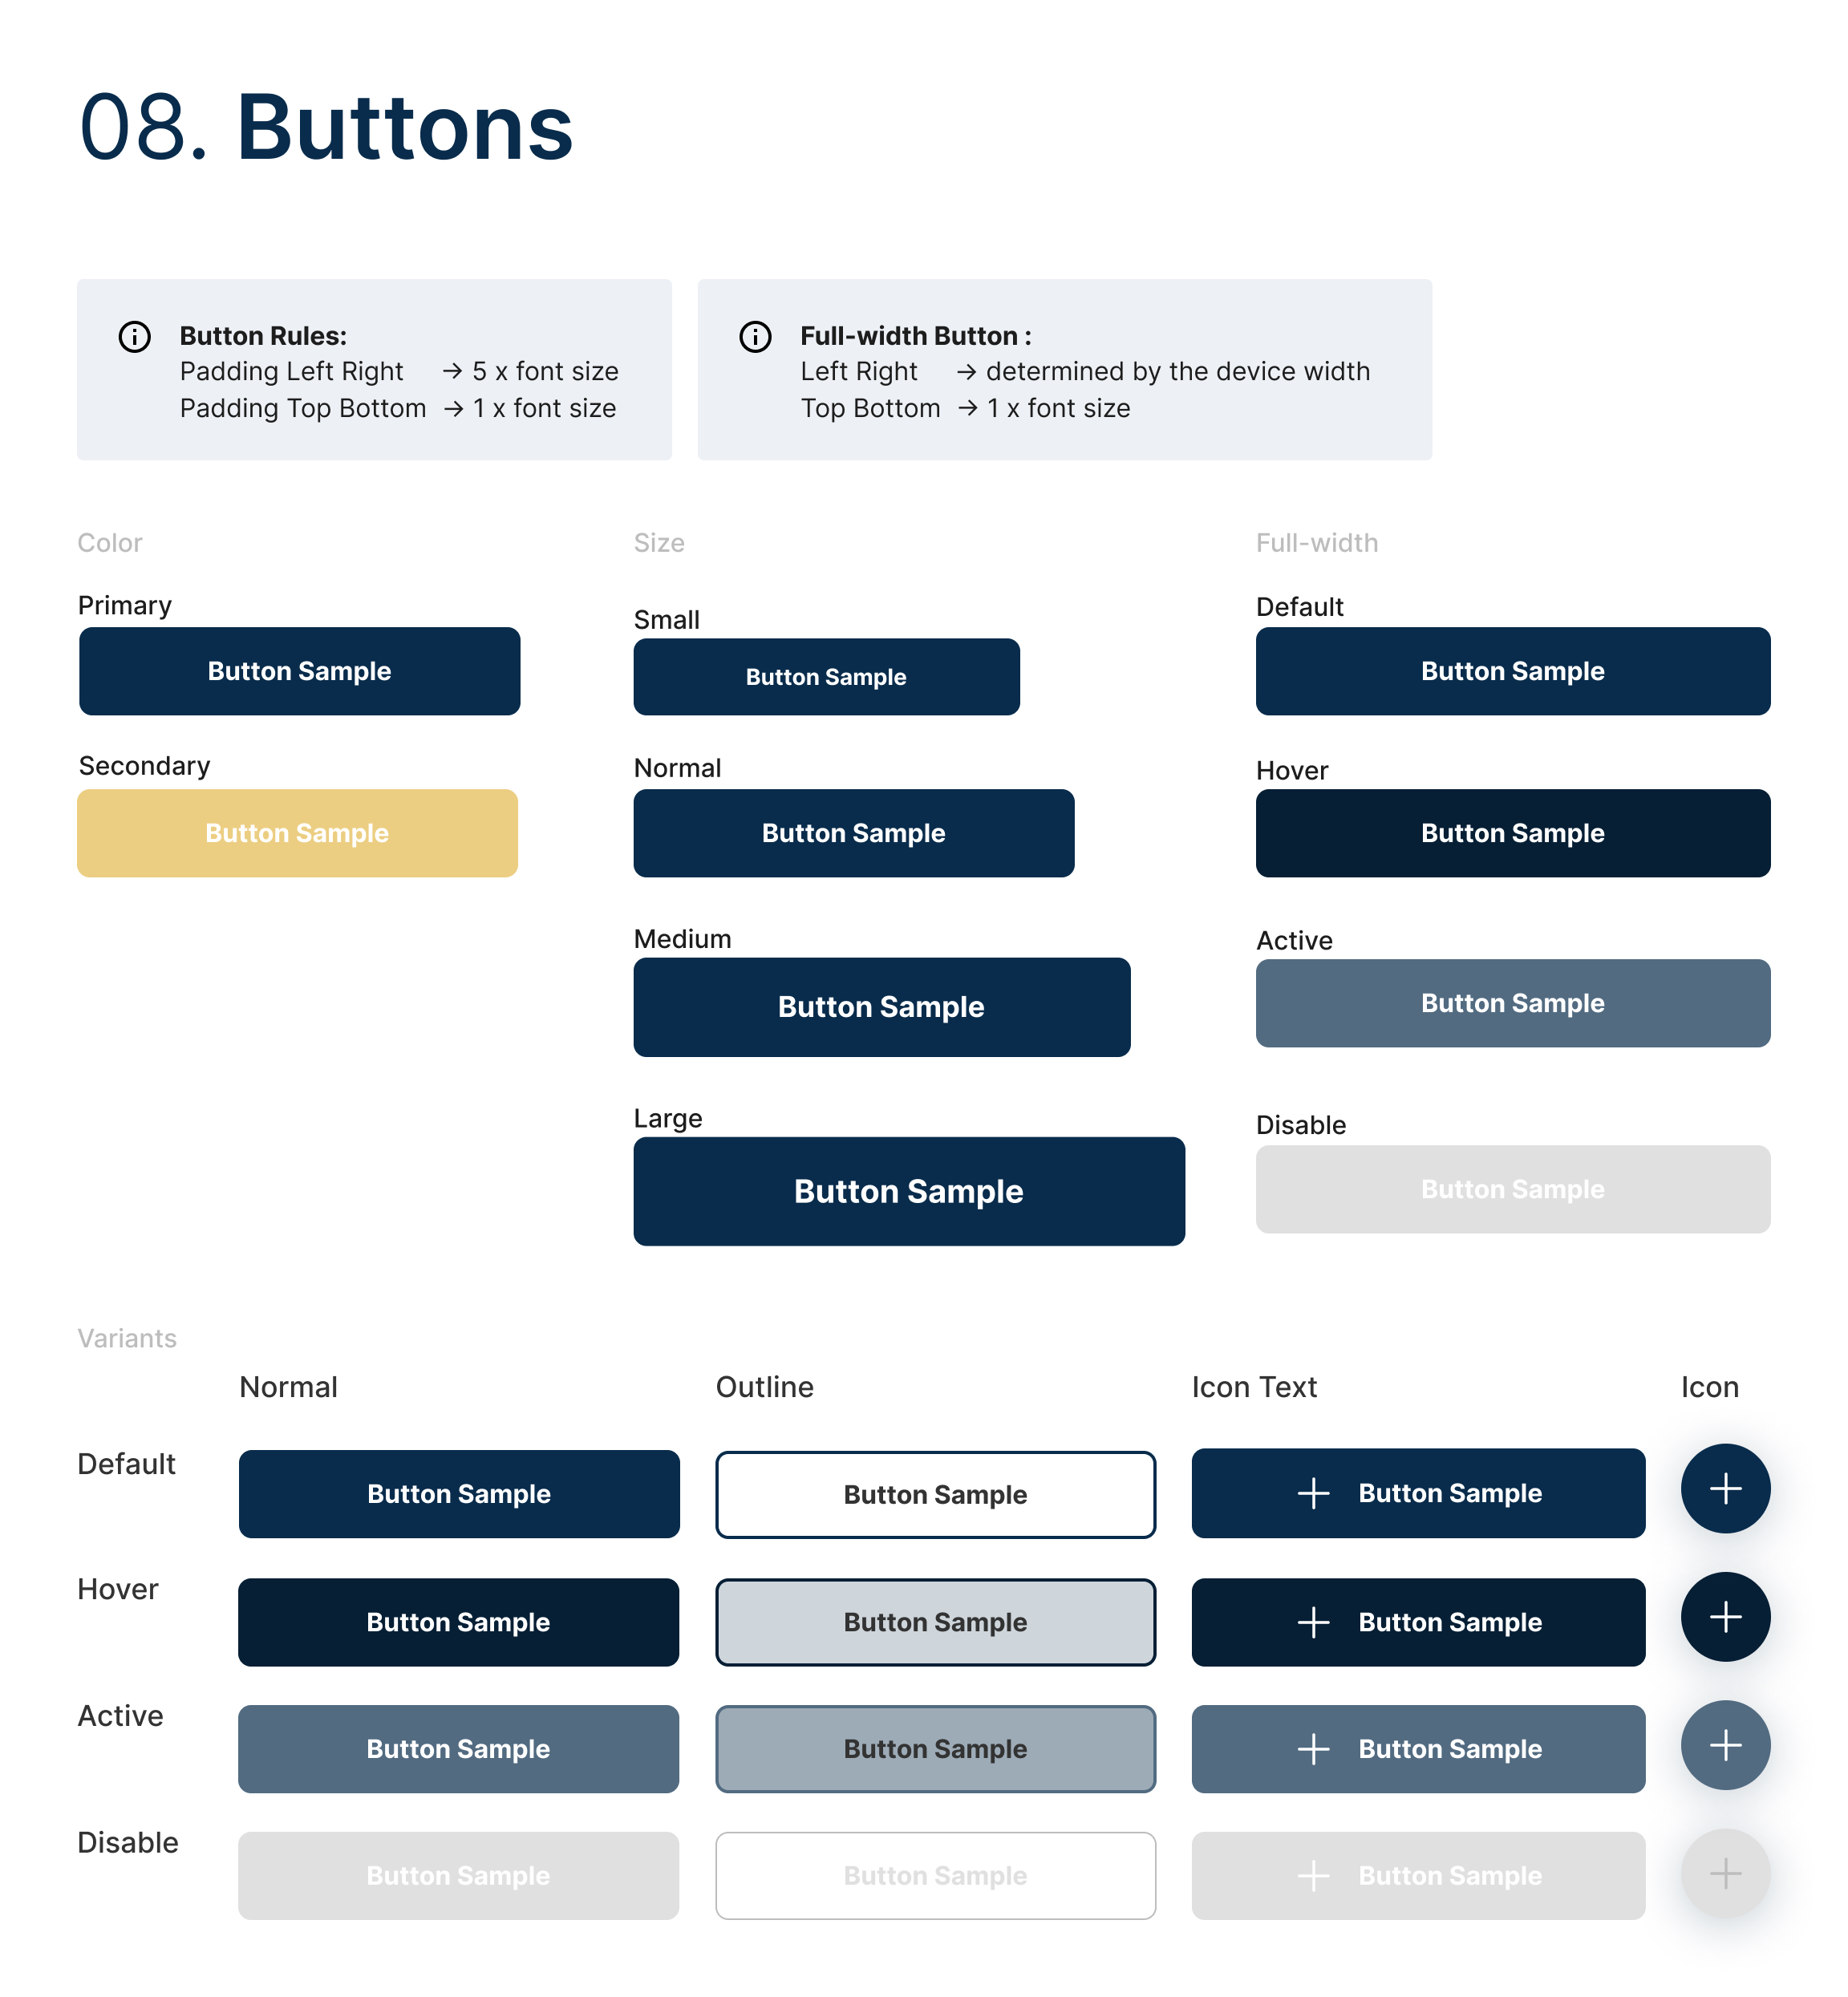 08. Buttons
Button Rules:
Padding Left Right → 5 x font size
Padding Top Bottom → 1 x font size
Full-width Button :
Left Right → determined by the device width
Top Bottom → 1 x font size
Color
Primary
Button Sample
Secondary
Button Sample
Size
Small
Button Sample
Normal
Button Sample
Medium
Button Sample
Large
Button Sample
Full-width
Default
Button Sample
Hover
Button Sample
Active
Button Sample
Disable
Button Sample
Variants
Normal Outline Icon Text Icon
Default Button Sample Button Sample Button Sample
Hover Button Sample Button Sample Button Sample
Active Button Sample Button Sample Button Sample
Disable Button Sample Button Sample Button Sample